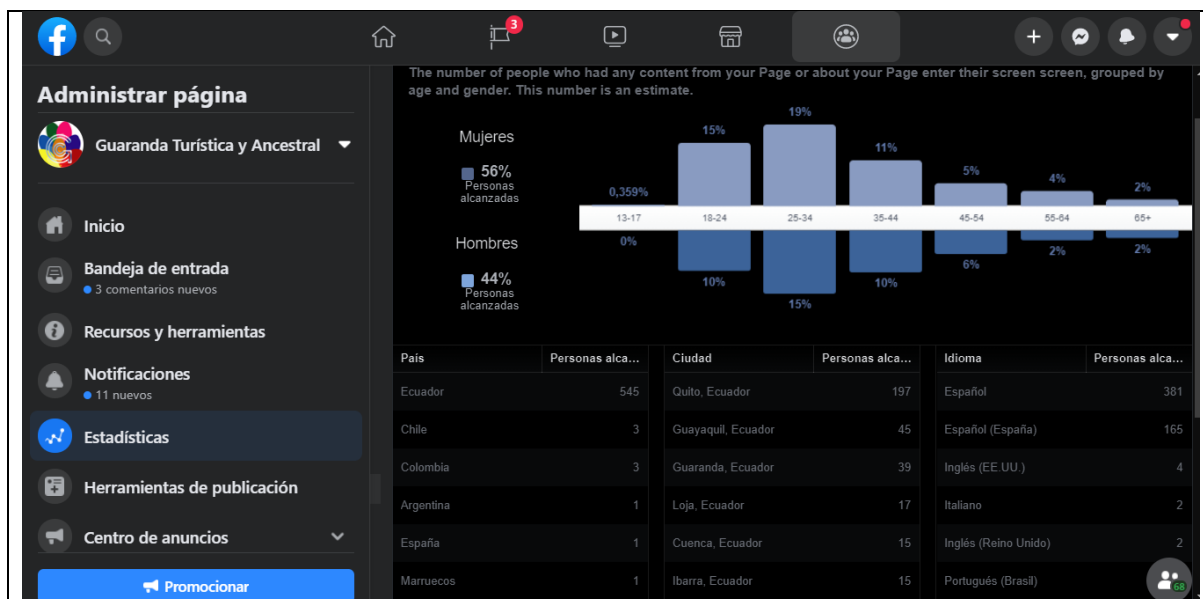 3
Administrar página
Guaranda Turística y Ancestral
Inicio
Bandeja de entrada
3 comentarios nuevos
Recursos y herramientas
Notificaciones
11 nuevos
Estadísticas
Herramientas de publicación
Centro de anuncios
Promocionar
The number of people who had any content from your Page or about your Page enter their screen screen, grouped by
age and gender. This number is an estimate.
Mujeres
56%
Personas
alcanzadas
0,359% 15% 19% 11% 5% 4% 2%
13-17 18-24 25-34 35-44 45-54 55-64 65+
Hombres
44%
Personas
alcanzadas
0% 10% 15% 10% 6% 2% 2%
País Personas alca... Ciudad Personas alca... Idioma Personas alca...
Ecuador 545 Quito, Ecuador 197 Español 381
Chile 3 Guayaquil, Ecuador 45 Español (España) 165
Colombia 3 Guaranda, Ecuador 39 Inglés (EE.UU.) 4
Argentina 1 Loja, Ecuador 17 Italiano 2
España 1 Cuenca, Ecuador 15 Inglés (Reino Unido) 2
Marruecos 1 Ibarra, Ecuador 15 Portugués (Brasil)
68